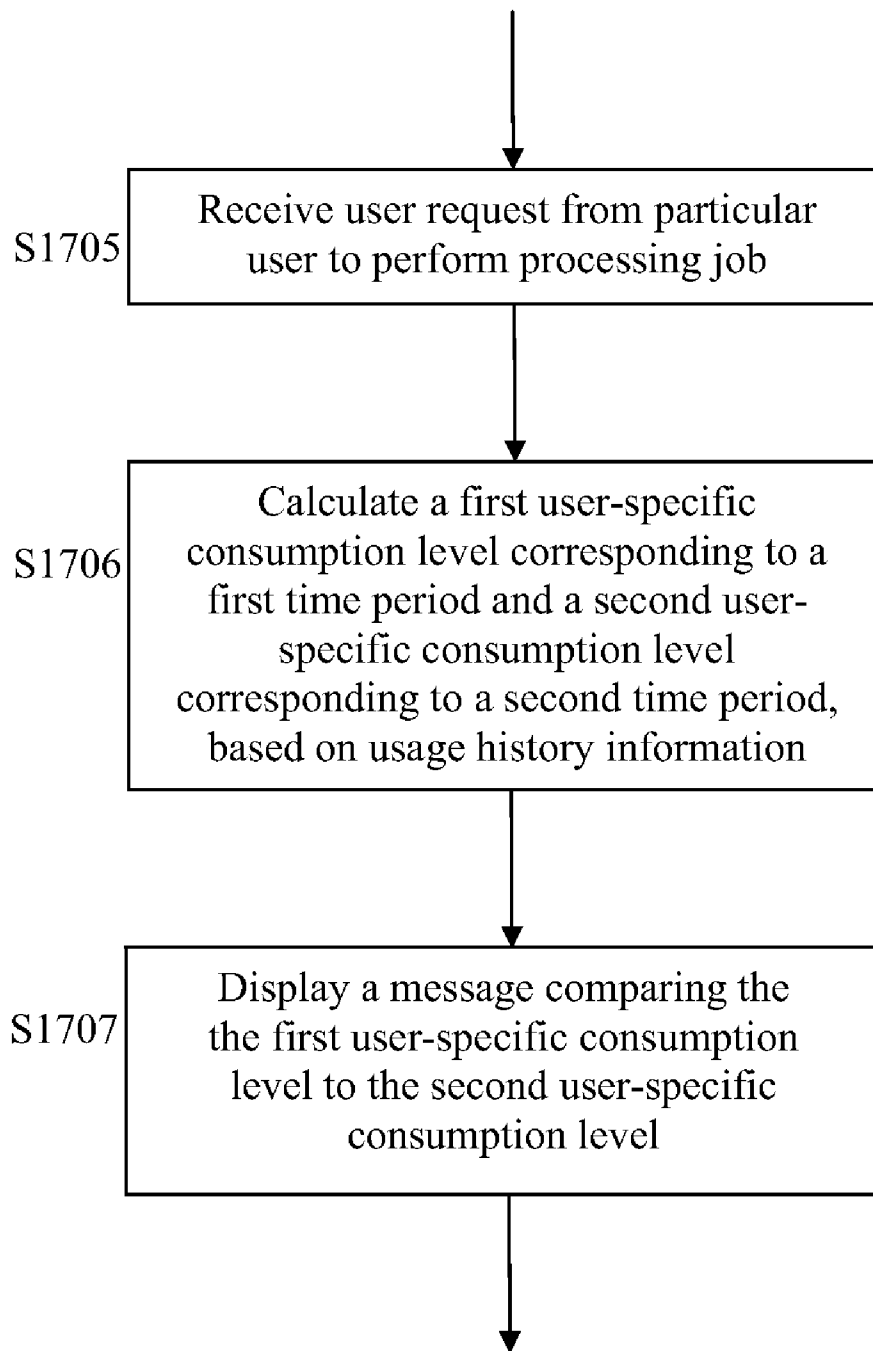 Receive user request from particular
S1705
user to perform processing job
Calculate a first user-specific
S1706
consumption level corresponding to a
first time period and a second user-
specific consumption level
corresponding to a second time period,
based on usage history information
Display a message comparing the
S1707
the first user-specific consumption
level to the second user-specific
consumption level